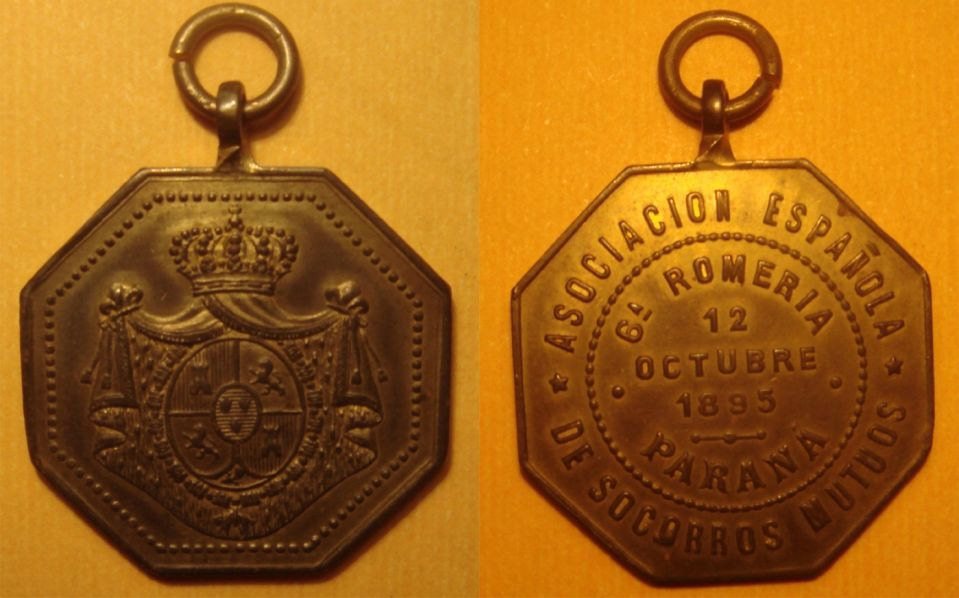 ASOCIACION ESPAÑOLA
DE SOCORROS MUTUOS
6ª ROMERIA
12
OCTUBRE
1895
PARANÁ